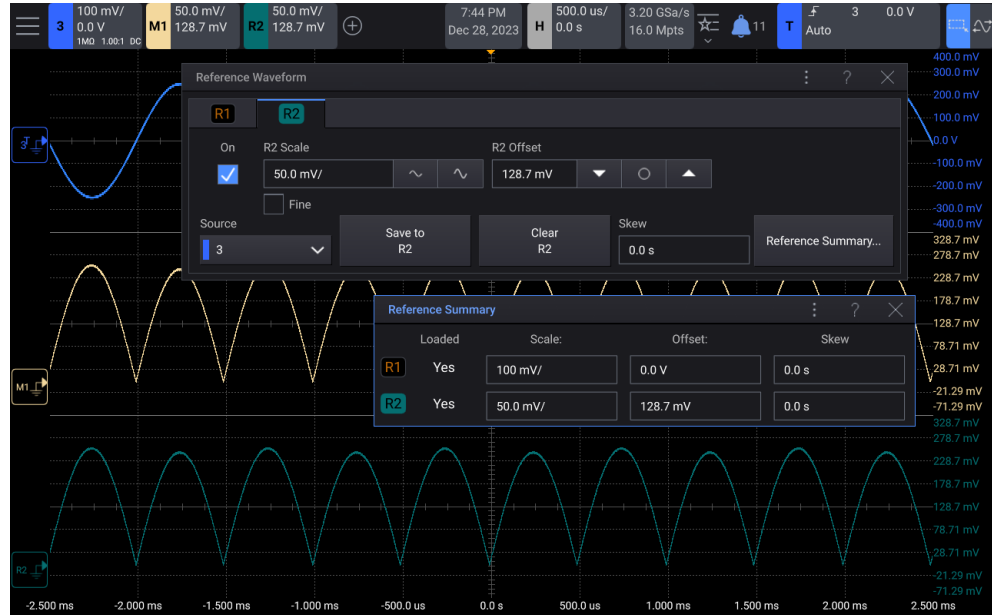 3 100 mV/ 0.0 V 1MΩ 1.00:1 DC
M1 50.0 mV/ 128.7 mV
R2 50.0 mV/ 128.7 mV
7:44 PM
Dec 28, 2023
H 500.0 us/ 0.0 s
3.20 GSa/s
16.0 Mpts
11
T 3 0.0 V
Auto
400.0 mV
300.0 mV
200.0 mV
100.0 mV
0.0 V
-100.0 mV
-200.0 mV
-300.0 mV
-400.0 mV
3 T
Reference Waveform ?
R1 R2
On R2 Scale R2 Offset
50.0 mV/ 128.7 mV
Fine
Source Skew
3 Save to R2 Clear R2 0.0 s Reference Summary...
328.7 mV
278.7 mV
228.7 mV
178.7 mV
128.7 mV
78.71 mV
28.71 mV
-21.29 mV
-71.29 mV
M1
Reference Summary ?
Loaded Scale: Offset: Skew
R1 Yes 100 mV/ 0.0 V 0.0 s
R2 Yes 50.0 mV/ 128.7 mV 0.0 s
328.7 mV
278.7 mV
228.7 mV
178.7 mV
128.7 mV
78.71 mV
28.71 mV
-21.29 mV
-71.29 mV
R2
-2.500 ms -2.000 ms -1.500 ms -1.000 ms -500.0 us 0.0 s 500.0 us 1.000 ms 1.500 ms 2.000 ms 2.500 ms